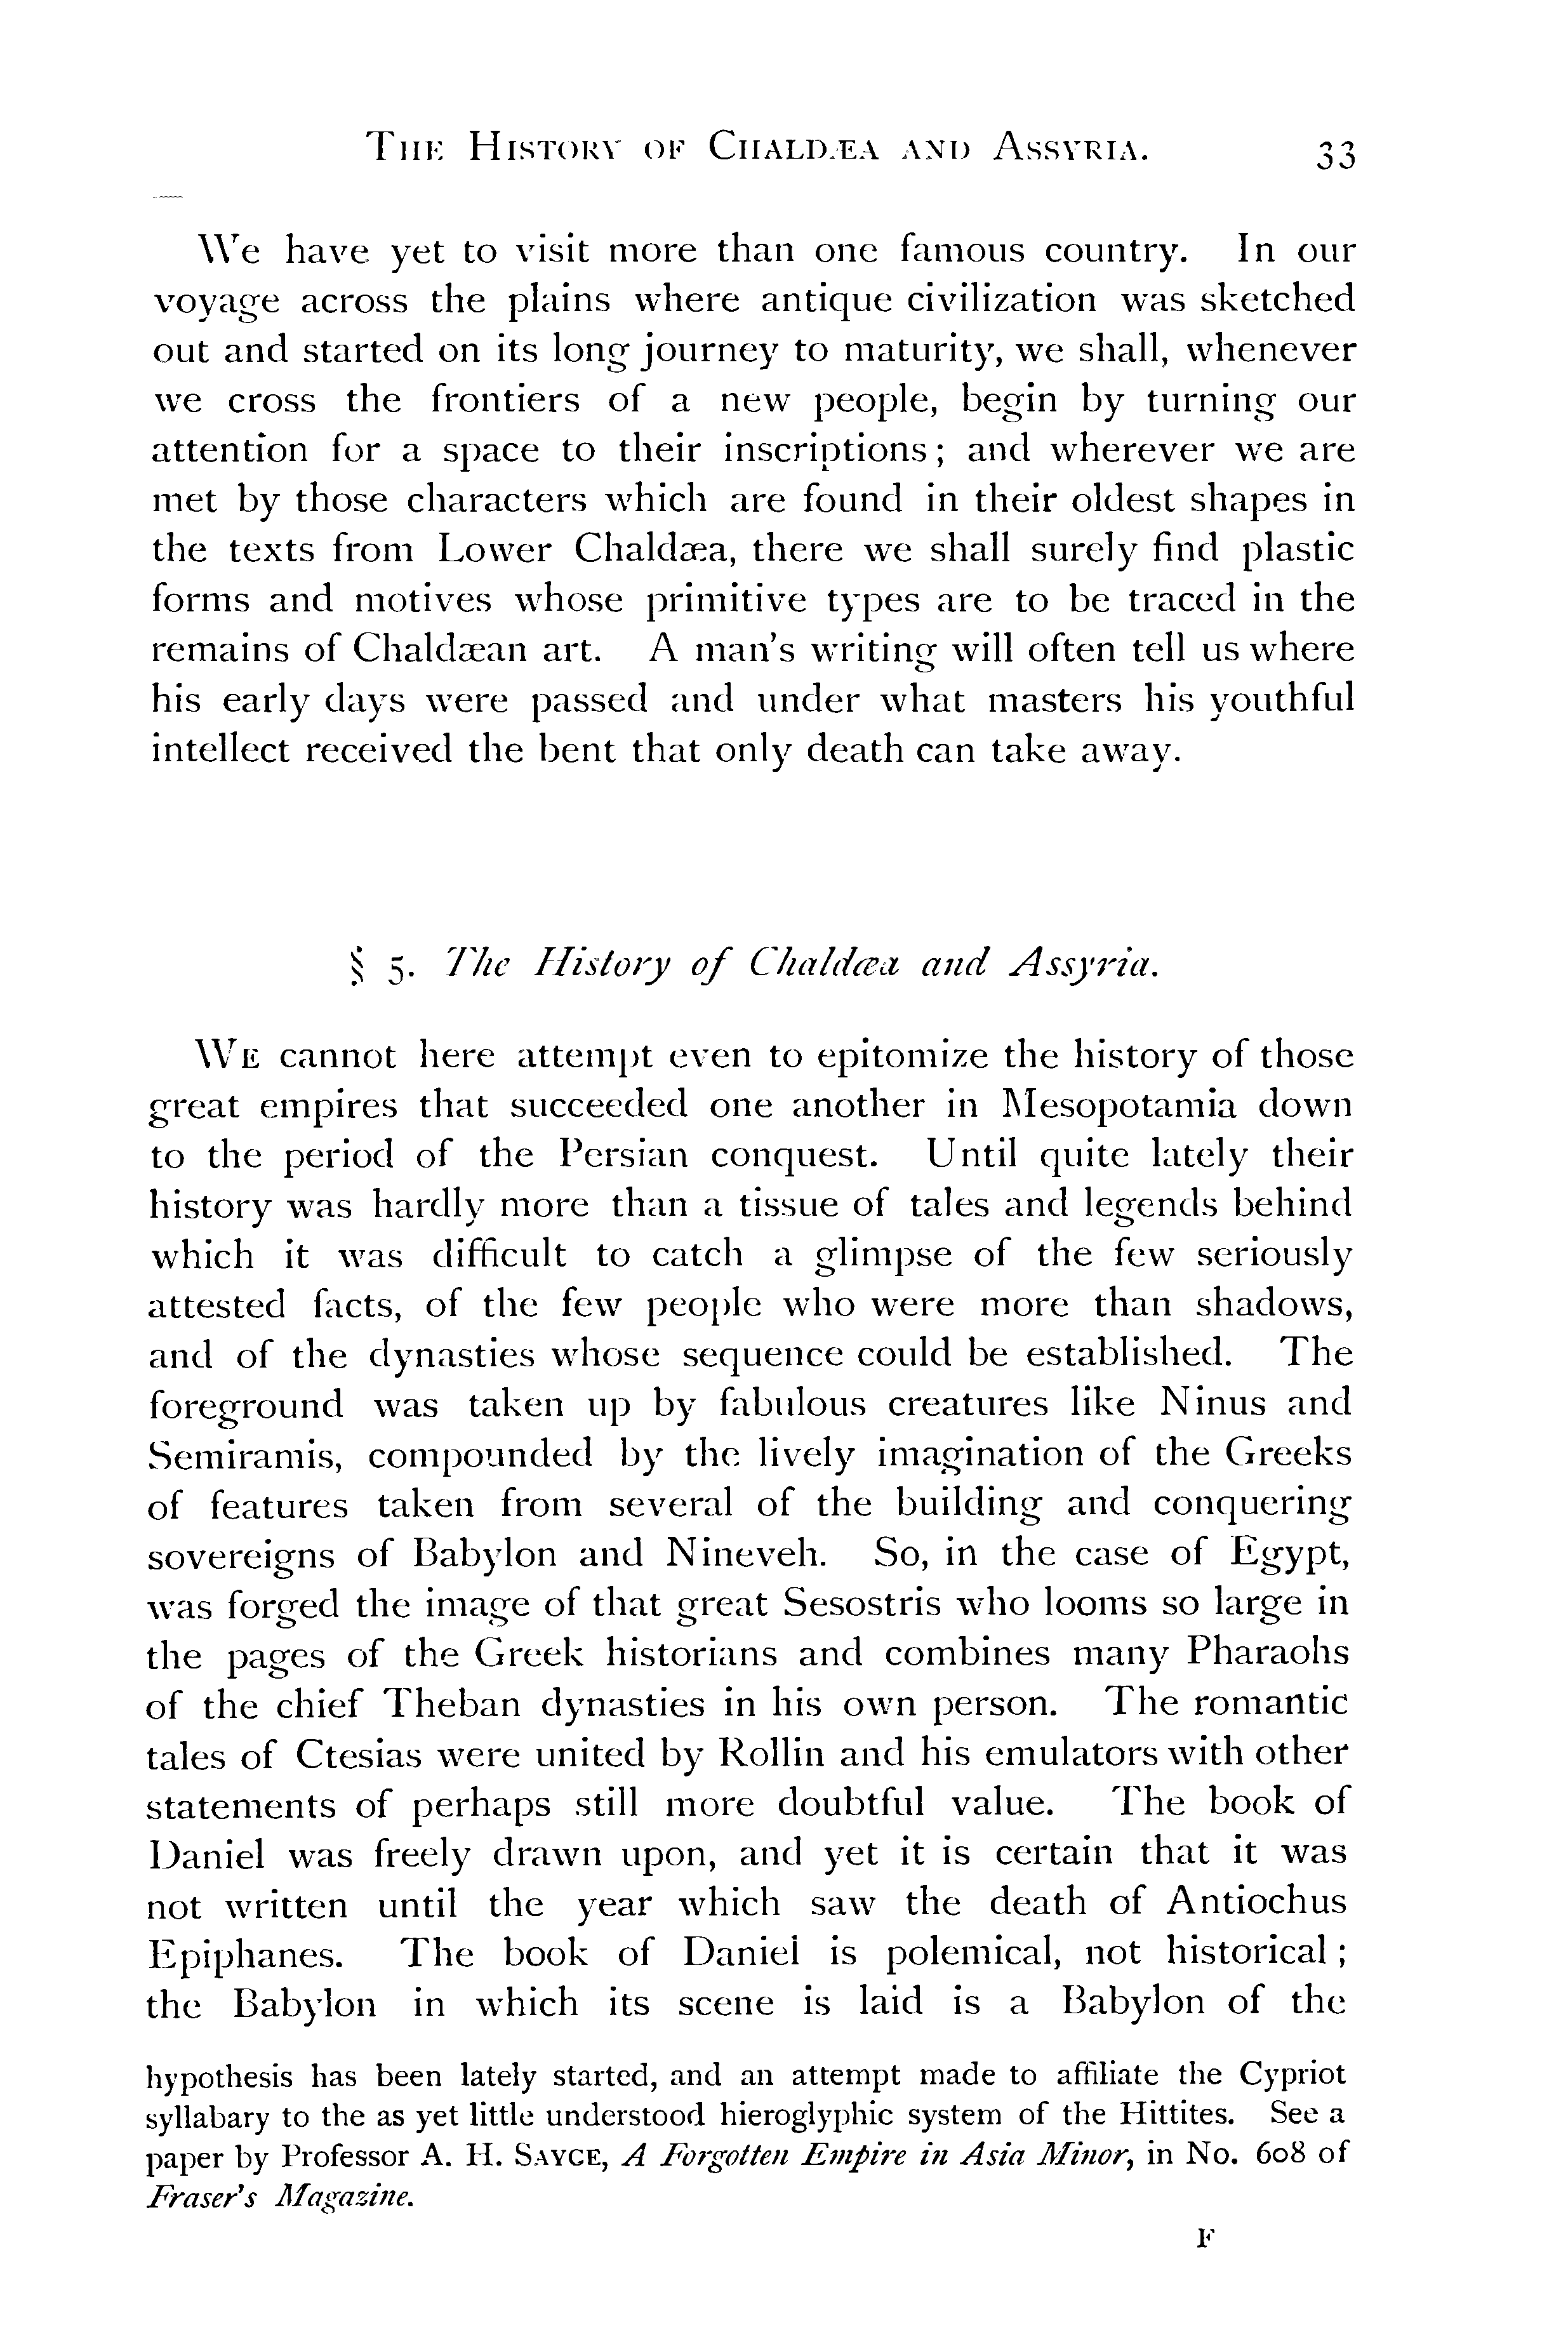 The History of Chaldæa and Assyria. 33
We have yet to visit more than one famous country. In our
voyage across the plains where antique civilization was sketched
out and started on its long journey to maturity, we shall, whenever
we cross the frontiers of a new people, begin by turning our
attention for a space to their inscriptions; and wherever we are
met by those characters which are found in their oldest shapes in
the texts from Lower Chaldæa, there we shall surely find plastic
forms and motives whose primitive types are to be traced in the
remains of Chaldæan art. A man's writing will often tell us where
his early days were passed and under what masters his youthful
intellect received the bent that only death can take away.
§ 5. The History of Chaldæa and Assyria.
WE cannot here attempt even to epitomize the history of those
great empires that succeeded one another in Mesopotamia down
to the period of the Persian conquest. Until quite lately their
history was hardly more than a tissue of tales and legends behind
which it was difficult to catch a glimpse of the few seriously
attested facts, of the few people who were more than shadows,
and of the dynasties whose sequence could be established. The
foreground was taken up by fabulous creatures like Ninus and
Semiramis, compounded by the lively imagination of the Greeks
of features taken from several of the building and conquering
sovereigns of Babylon and Nineveh. So, in the case of Egypt,
was forged the image of that great Sesostris who looms so large in
the pages of the Greek historians and combines many Pharaohs
of the chief Theban dynasties in his own person. The romantic
tales of Ctesias were united by Rollin and his emulators with other
statements of perhaps still more doubtful value. The book of
Daniel was freely drawn upon, and yet it is certain that it was
not written until the year which saw the death of Antiochus
Epiphanes. The book of Daniel is polemical, not historical;
the Babylon in which its scene is laid is a Babylon of the
hypothesis has been lately started, and an attempt made to affiliate the Cypriot
syllabary to the as yet little understood hieroglyphic system of the Hittites. See a
paper by Professor A. H. SAYCE, A Forgotten Empire in Asia Minor, in No. 608 of
Fraser's Magazine.
F